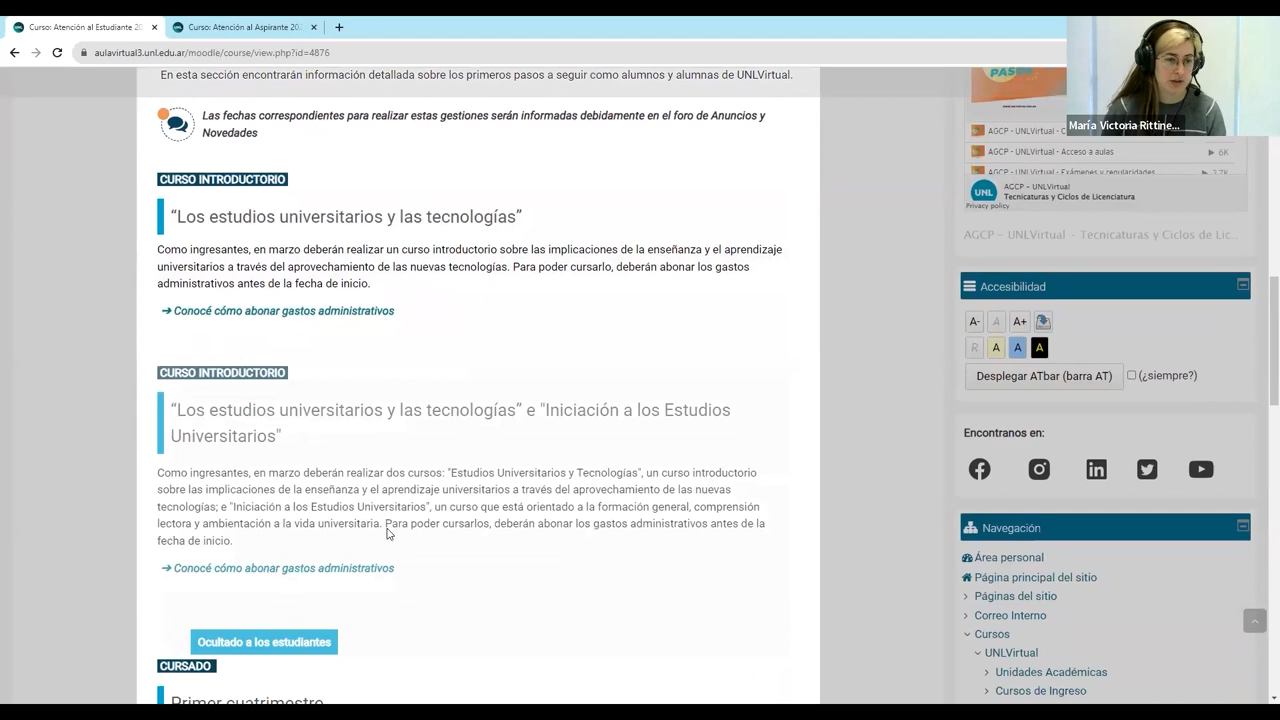 Curso: Atención al Estudiante 20
Curso: Atención al Aspirante 20
aulavirtual3.unl.edu.ar/moodle/course/view.php?id=4876
En esta sección encontrarán información detallada sobre los primeros pasos a seguir como alumnos y alumnas de UNLVirtual.
Las fechas correspondientes para realizar estas gestiones serán informadas debidamente en el foro de Anuncios y
Novedades
CURSO INTRODUCTORIO
“Los estudios universitarios y las tecnologías”
Como ingresantes, en marzo deberán realizar un curso introductorio sobre las implicaciones de la enseñanza y el aprendizaje
universitarios a través del aprovechamiento de las nuevas tecnologías. Para poder cursarlo, deberán abonar los gastos
administrativos antes de la fecha de inicio.
➔ Conocé cómo abonar gastos administrativos
CURSO INTRODUCTORIO
“Los estudios universitarios y las tecnologías” e "Iniciación a los Estudios
Universitarios"
Como ingresantes, en marzo deberán realizar dos cursos: "Estudios Universitarios y Tecnologías", un curso introductorio
sobre las implicaciones de la enseñanza y el aprendizaje universitarios a través del aprovechamiento de las nuevas
tecnologías; e "Iniciación a los Estudios Universitarios", un curso que está orientado a la formación general, comprensión
lectora y ambientación a la vida universitaria. Para poder cursarlos, deberán abonar los gastos administrativos antes de la
fecha de inicio.
➔ Conocé cómo abonar gastos administrativos
Ocultado a los estudiantes
CURSADO
Primer cuatrimestre
María Victoria Rittine...
PASOS
AGCP - UNLVirtual - C
AGCP - UNLVirtual - Acceso a aulas
6K
AGCP - UNLVirtual - Exámenes y regularidades
UNL
AGCP – UNLVirtual
Tecnicaturas y Ciclos de Licenciatura
Privacy policy
AGCP – UNLVirtual · Tecnicaturas y Ciclos de Lic...
Accesibilidad
A- A A+
R A A A
Desplegar ATbar (barra AT)
(¿siempre?)
Encontranos en:
Navegación
Área personal
Página principal del sitio
Páginas del sitio
Correo Interno
Cursos
UNLVirtual
Unidades Académicas
Cursos de Ingreso